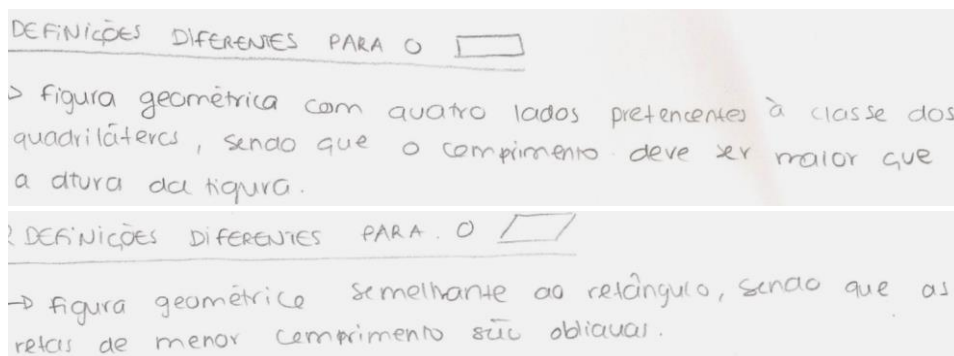 DEFINIÇÕES DIFERENTES PARA O
> figura geométrica com quatro lados pretencentes à classe dos
quadriláteros, sendo que o comprimento deve ser maior que
a altura da figura.
2 DEFINIÇÕES DIFERENTES PARA O
→ figura geométrica semelhante ao retângulo, sendo que as
retas de menor comprimento são oblíquas.